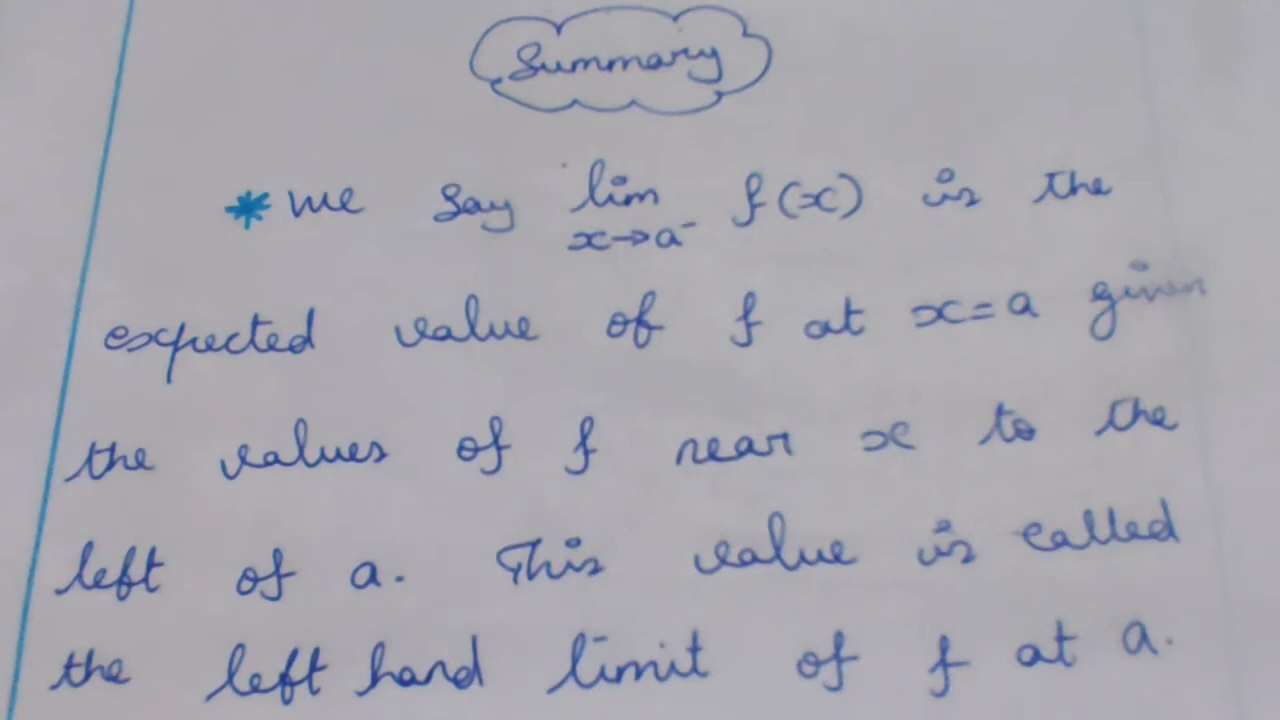 Summary
* we say lim x→a⁻ f(x) is the
expected value of f at x=a given
the values of f near x to the
left of a. This value is called
the left hand limit of f at a.